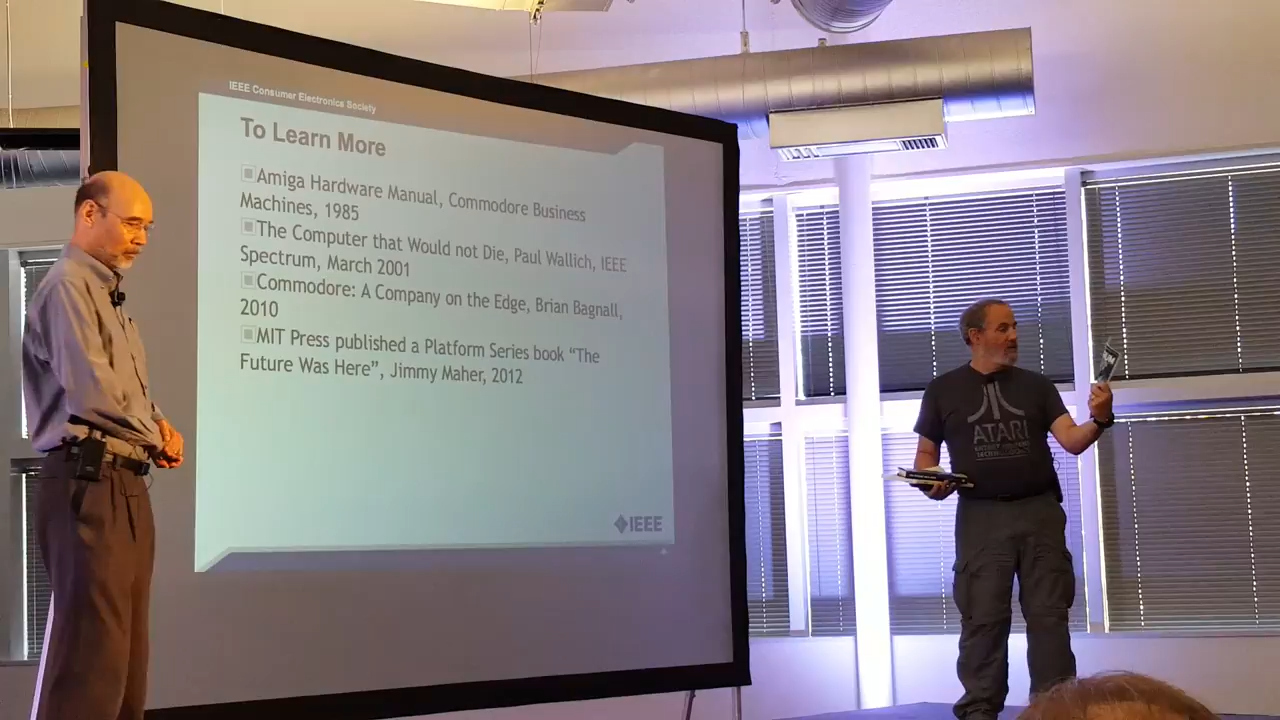 IEEE Consumer Electronics Society
To Learn More
Amiga Hardware Manual, Commodore Business
Machines, 1985
The Computer that Would not Die, Paul Wallich, IEEE
Spectrum, March 2001
Commodore: A Company on the Edge, Brian Bagnall,
2010
MIT Press published a Platform Series book “The
Future Was Here”, Jimmy Maher, 2012
IEEE
ATARI